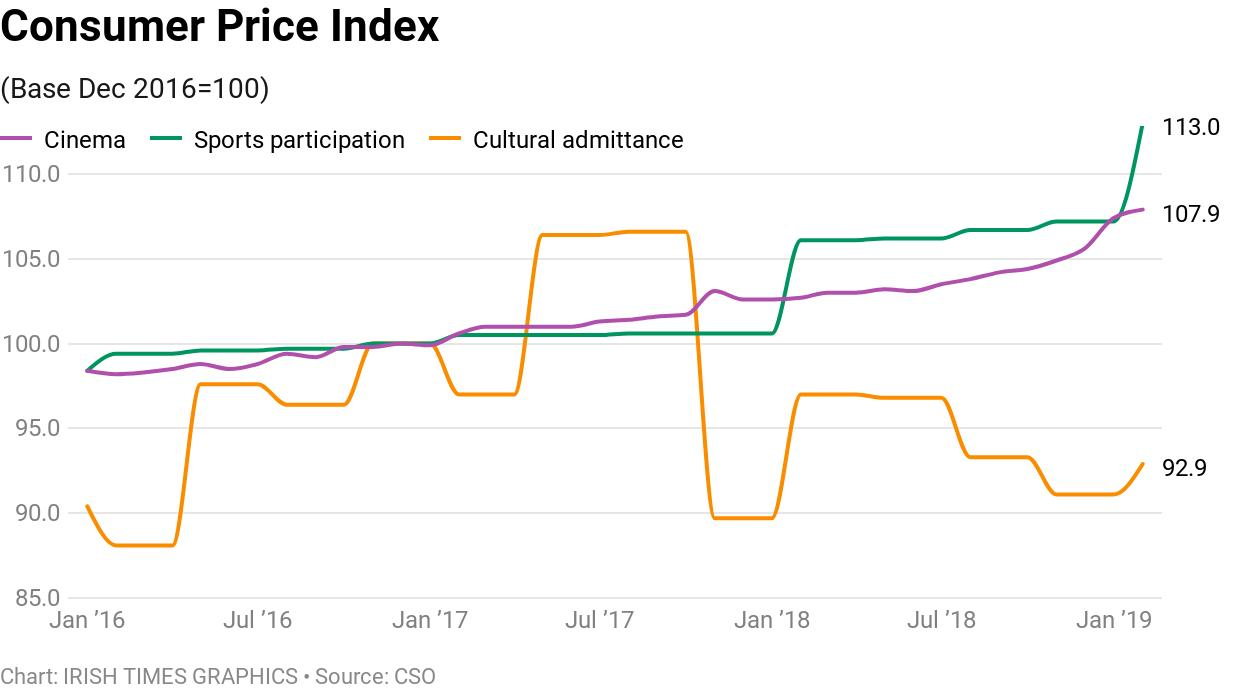 Consumer Price Index
(Base Dec 2016=100)
Cinema Sports participation Cultural admittance
113.0
110.0
107.9
105.0
100.0
95.0
92.9
90.0
85.0
Jan ’16 Jul ’16 Jan ’17 Jul ’17 Jan ’18 Jul ’18 Jan ’19
Chart: IRISH TIMES GRAPHICS • Source: CSO